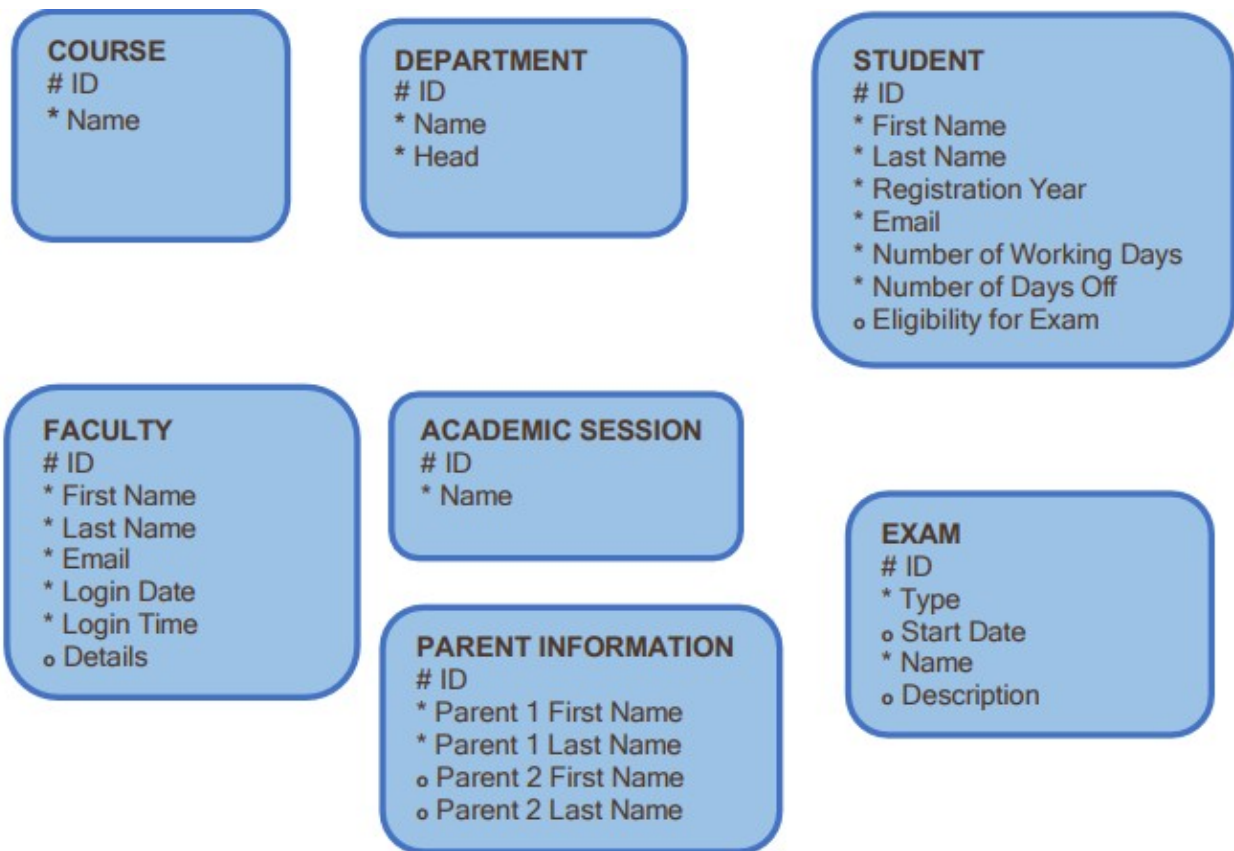 COURSE
# ID
* Name
DEPARTMENT
# ID
* Name
* Head
STUDENT
# ID
* First Name
* Last Name
* Registration Year
* Email
* Number of Working Days
* Number of Days Off
o Eligibility for Exam
FACULTY
# ID
* First Name
* Last Name
* Email
* Login Date
* Login Time
o Details
ACADEMIC SESSION
# ID
* Name
PARENT INFORMATION
# ID
* Parent 1 First Name
* Parent 1 Last Name
o Parent 2 First Name
o Parent 2 Last Name
EXAM
# ID
* Type
o Start Date
* Name
o Description